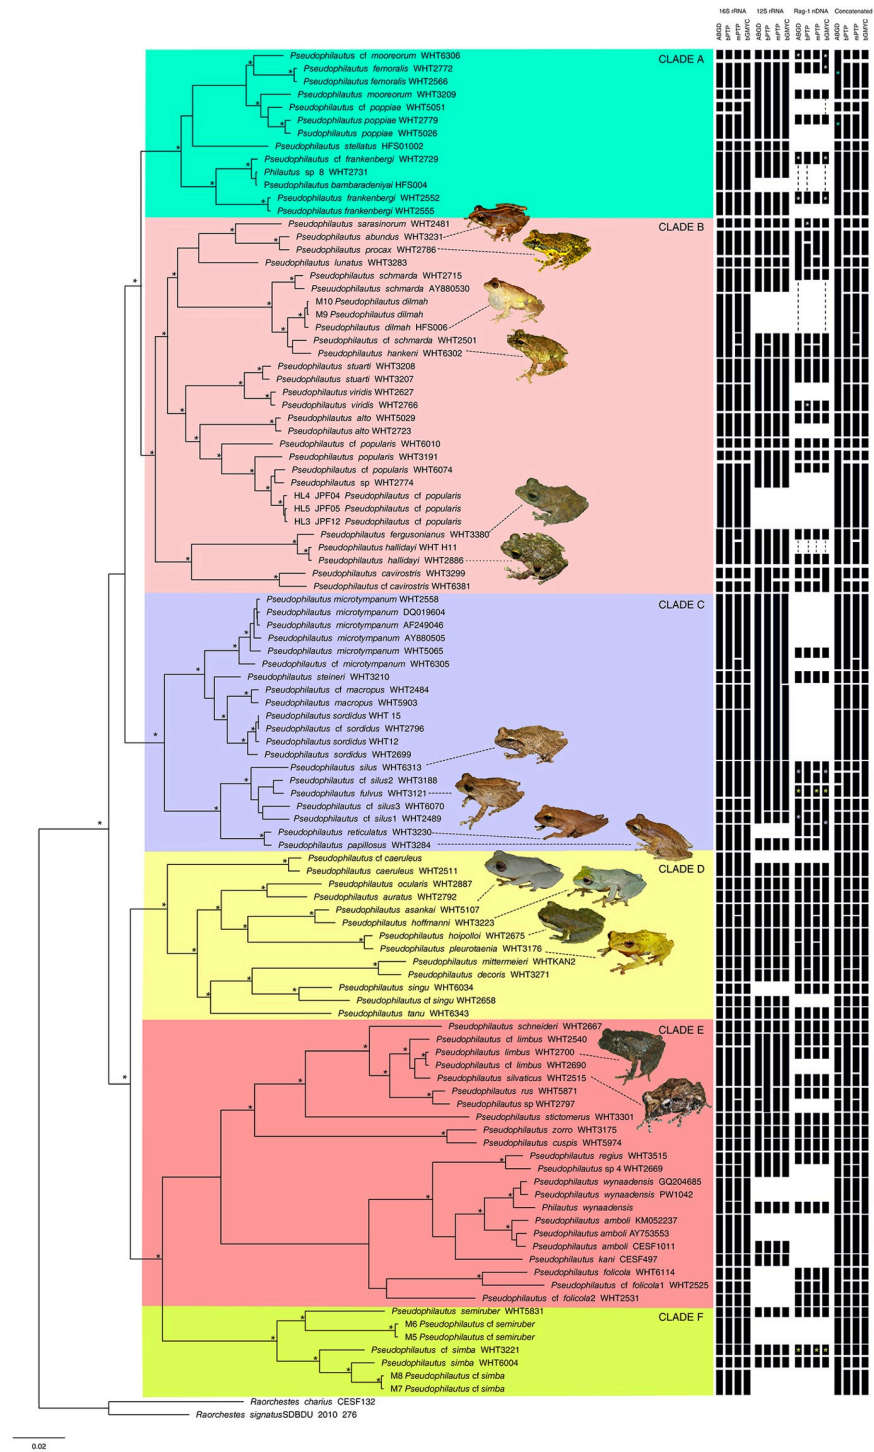 16S rRNA 12S rRNA Rag-1 nDNA Concatenated
ABGD bPTP mPTP bGMYC ABGD bPTP mPTP bGMYC ABGD bPTP mPTP bGMYC ABGD bPTP mPTP bGMYC
CLADE A
Pseudophilautus cf mooreorum WHT6306
Pseudophilautus femoralis WHT2772
Pseudophilautus femoralis WHT2566
Pseudophilautus mooreorum WHT3209
Pseudophilautus cf poppiae WHT5051
Pseudophilautus poppiae WHT2779
Psudophilautus poppiae WHT5026
Pseudophilautus stellatus HFS01002
Pseudophilautus cf frankenbergi WHT2729
Philautus sp 8 WHT2731
Pseudophilautus bambaradeniyai HFS004
Pseudophilautus frankenbergi WHT2552
Pseudophilautus frankenbergi WHT2555
CLADE B
Pseudophilautus sarasinorum WHT2481
Pseudophilautus abundus WHT3231
Pseudophilautus procax WHT2786
Pseudophilautus lunatus WHT3283
Pseudophilautus schmarda WHT2715
Pseuudophilautus schmarda AY880530
M10 Pseudophilautus dilmah
M9 Pseudophilautus dilmah
Pseudophilautus dilmah HFS006
Pseudophilautus cf schmarda WHT2501
Pseudophilautus hankeni WHT6302
Pseudophilautus stuarti WHT3208
Pseudophilautus stuarti WHT3207
Pseudophilautus viridis WHT2627
Pseudophilautus viridis WHT2766
Pseudophilautus alto WHT5029
Pseudophilautus alto WHT2723
Pseudophilautus cf popularis WHT6010
Pseudophilautus popularis WHT3191
Pseudophilautus cf popularis WHT6074
Pseudophilautus sp WHT2774
HL4 JPF04 Pseudophilautus cf popularis
HL5 JPF05 Pseudophilautus cf popularis
HL3 JPF12 Pseudophilautus cf popularis
Pseudophilautus fergusonianus WHT3380
Pseudophilautus hallidayi WHT H11
Pseudophilautus hallidayi WHT2886
Pseudophilautus cavirostris WHT3299
Pseudophilautus cf cavirostris WHT6381
CLADE C
Pseudophilautus microtympanum WHT2558
Pseudophilautus microtympanum DQ019604
Pseudophilautus microtympanum AF249046
Pseudophilautus microtympanum AY880505
Pseudophilautus microtympanum WHT5065
Pseudophilautus cf microtympanum WHT6305
Pseudophilautus steineri WHT3210
Pseudophilautus cf macropus WHT2484
Pseudophilautus macropus WHT5903
Pseudophilautus sordidus WHT 15
Pseudophilautus cf sordidus WHT2796
Pseudophilautus sordidus WHT12
Pseudophilautus sordidus WHT2699
Pseudophilautus silus WHT6313
Pseudophilautus cf silus2 WHT3188
Pseudophilautus fulvus WHT3121
Pseudophilautus cf silus3 WHT6070
Pseudophilautus cf silus1 WHT2489
Pseudophilautus reticulatus WHT3230
Pseudophilautus papillosus WHT3284
CLADE D
Pseudophilautus cf caeruleus
Pseudophilautus caeruleus WHT2511
Pseudophilautus ocularis WHT2887
Pseudophilautus auratus WHT2792
Pseudophilautus asankai WHT5107
Pseudophilautus hoffmanni WHT3223
Pseudophilautus hoipolloi WHT2675
Pseudophilautus pleurotaenia WHT3176
Pseudophilautus mittermeieri WHTKAN2
Pseudophilautus decoris WHT3271
Pseudophilautus singu WHT6034
Pseudophilautus cf singu WHT2658
Pseudophilautus tanu WHT6343
CLADE E
Pseudophilautus schneideri WHT2667
Pseudophilautus cf limbus WHT2540
Pseudophilautus limbus WHT2700
Pseudophilautus cf limbus WHT2690
Pseudophilautus silvaticus WHT2515
Pseudophilautus rus WHT5871
Pseudophilautus sp WHT2797
Pseudophilautus stictomerus WHT3301
Pseudophilautus zorro WHT3175
Pseudophilautus cuspis WHT5974
Pseudophilautus regius WHT3515
Pseudophilautus sp 4 WHT2669
Pseudophilautus wynaadensis GQ204685
Pseudophilautus wynaadensis PW1042
Philautus wynaadensis
Pseudophilautus amboli KM052237
Pseudophilautus amboli AY753553
Pseudophilautus amboli CESF1011
Pseudophilautus kani CESF497
Pseudophilautus folicola WHT6114
Pseudophilautus cf folicola1 WHT2525
Pseudophilautus cf folicola2 WHT2531
CLADE F
Pseudophilautus semiruber WHT5831
M6 Pseudophilautus cf semiruber
M5 Pseudophilautus cf semiruber
Pseudophilautus cf simba WHT3221
Pseudophilautus simba WHT6004
M8 Pseudophilautus cf simba
M7 Pseudophilautus cf simba
Raorchestes charius CESF132
Raorchestes signatusSDBDU 2010 276
0.02